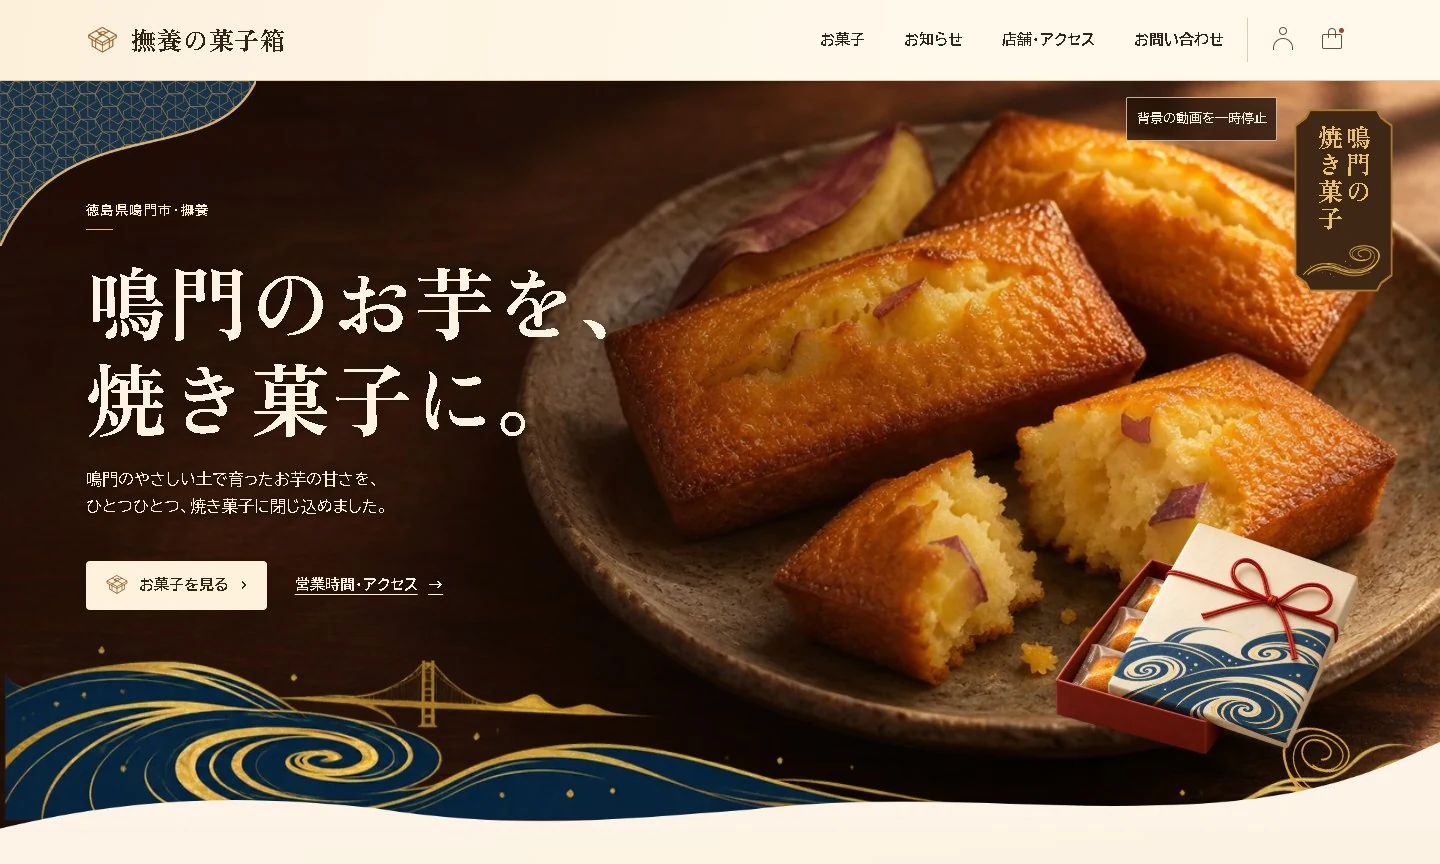 撫養の菓子箱
お菓子
お知らせ
店舗・アクセス
お問い合わせ
背景の動画を一時停止
鳴門の
焼き菓子
徳島県鳴門市・撫養
鳴門のお芋を、
焼き菓子に。
鳴門のやさしい土で育ったお芋の甘さを、
ひとつひとつ、焼き菓子に閉じ込めました。
お菓子を見る ›
営業時間・アクセス →